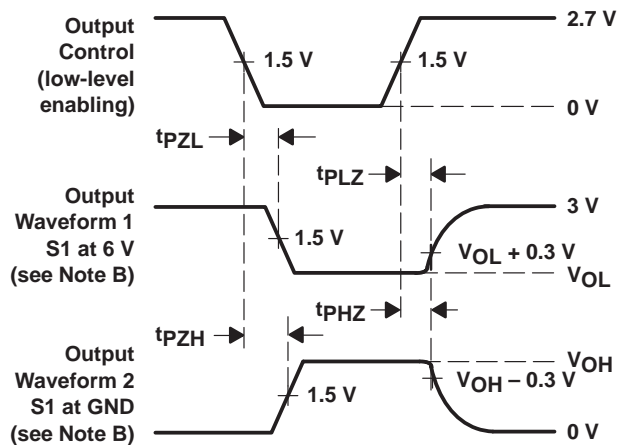 Output
Control
(low-level
enabling)
2.7 V
1.5 V
1.5 V
0 V
tPZL
tPLZ
Output
Waveform 1
S1 at 6 V
(see Note B)
3 V
1.5 V
VOL + 0.3 V
VOL
tPZH
tPHZ
Output
Waveform 2
S1 at GND
(see Note B)
VOH
VOH − 0.3 V
1.5 V
0 V